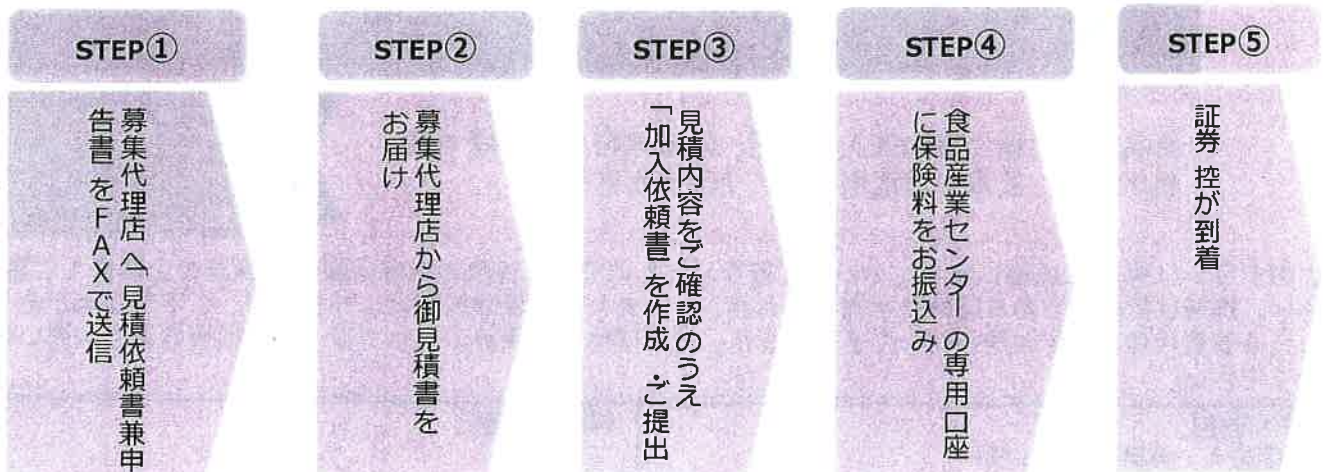 STEP①
募集代理店へ「見積依頼書兼申
告書」をFAXで送信
STEP②
募集代理店から御見積書を
お届け
STEP③
見積内容をご確認のうえ
「加入依頼書」を作成・ご提出
STEP④
食品産業センターの専用口座
に保険料をお振込み
STEP⑤
証券 控が到着